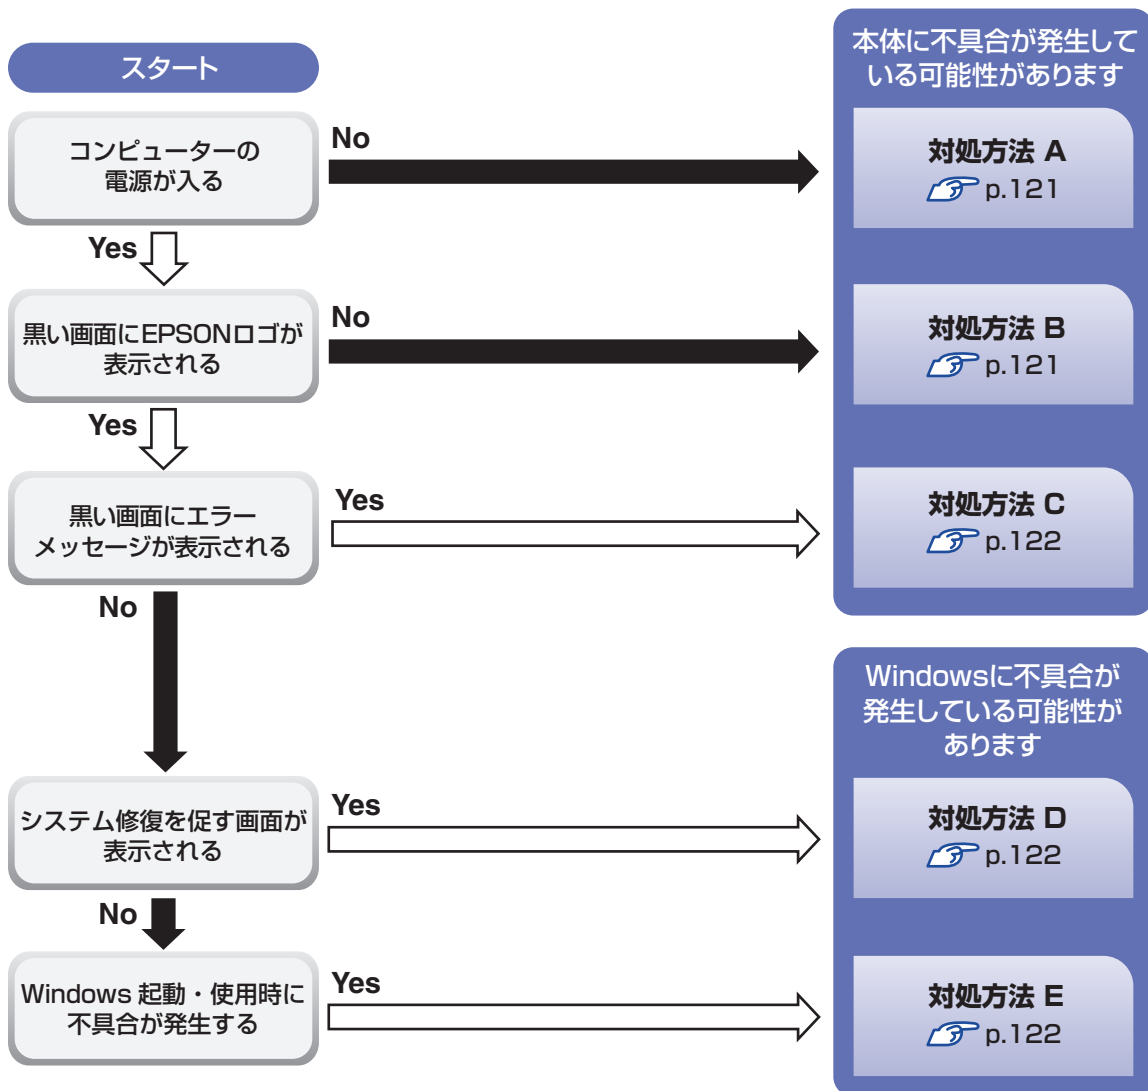 スタート
コンピューターの
電源が入る
No
本体に不具合が発生して
いる可能性があります
対処方法 A
p.121
Yes
黒い画面にEPSONロゴが
表示される
No
対処方法 B
p.121
Yes
黒い画面にエラー
メッセージが表示される
Yes
対処方法 C
p.122
No
Windowsに不具合が
発生している可能性が
あります
システム修復を促す画面が
表示される
Yes
対処方法 D
p.122
No
Windows 起動・使用時に
不具合が発生する
Yes
対処方法 E
p.122